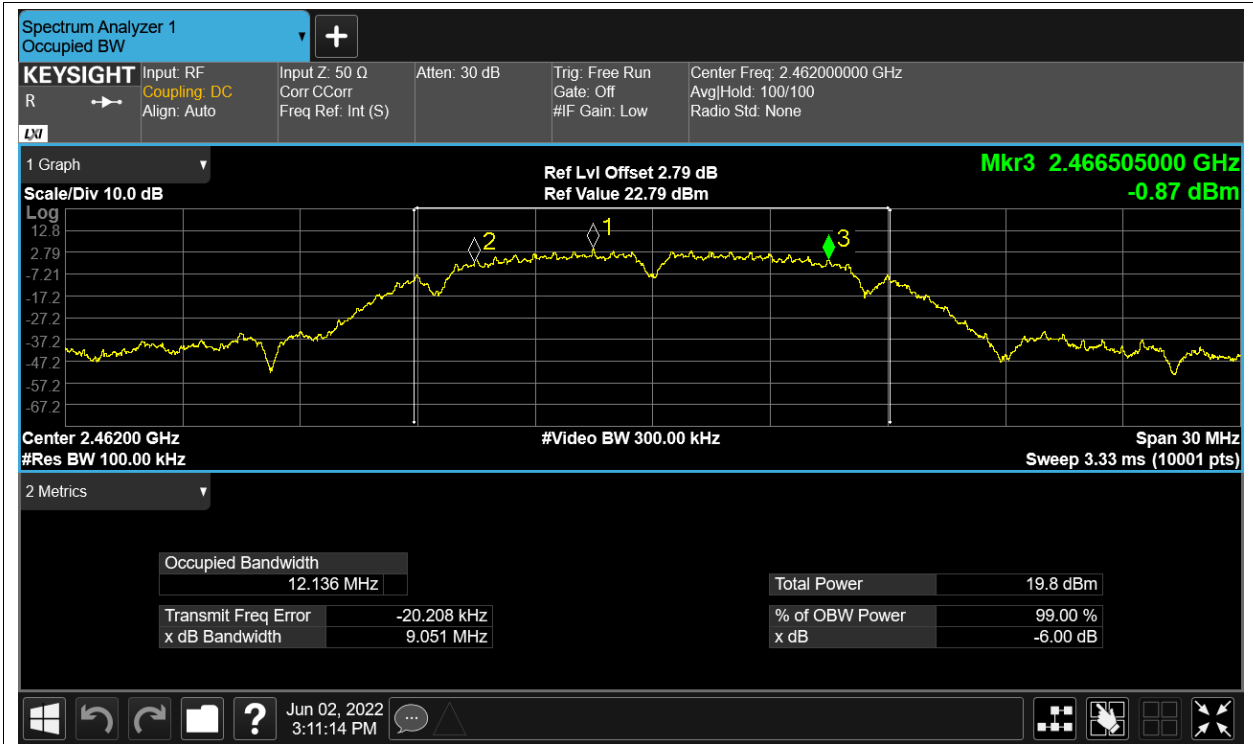 Spectrum Analyzer 1
Occupied BW
KEYSIGHT
R
LXI
Input: RF
Coupling: DC
Align: Auto
Input Z: 50 Ω
Corr CCorr
Freq Ref: Int (S)
Atten: 30 dB
Trig: Free Run
Gate: Off
#IF Gain: Low
Center Freq: 2.462000000 GHz
Avg|Hold: 100/100
Radio Std: None
1 Graph
Scale/Div 10.0 dB
Ref Lvl Offset 2.79 dB
Ref Value 22.79 dBm
Mkr3 2.466505000 GHz
-0.87 dBm
Log
12.8
2.79
-7.21
-17.2
-27.2
-37.2
-47.2
-57.2
-67.2
2
1
3
Center 2.46200 GHz
#Res BW 100.00 kHz
#Video BW 300.00 kHz
Span 30 MHz
Sweep 3.33 ms (10001 pts)
2 Metrics
Occupied Bandwidth
12.136 MHz
Transmit Freq Error -20.208 kHz
x dB Bandwidth 9.051 MHz
Total Power 19.8 dBm
% of OBW Power 99.00 %
x dB -6.00 dB
?
Jun 02, 2022
3:11:14 PM